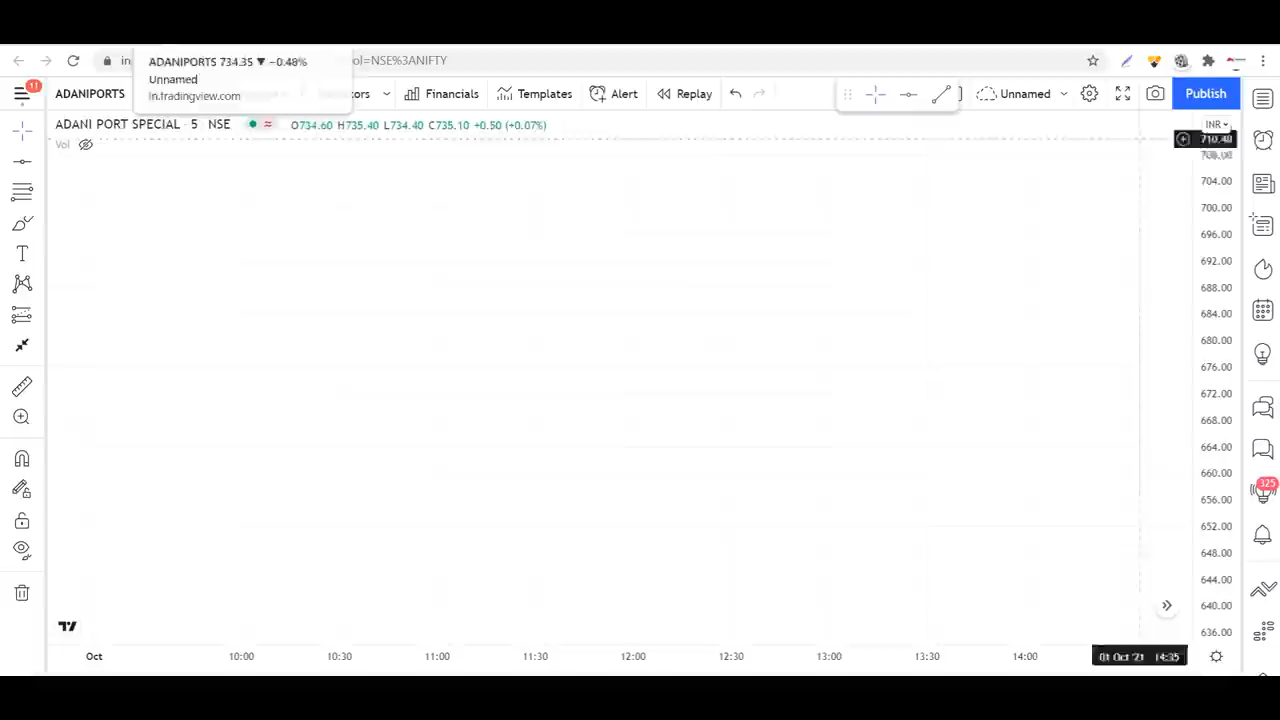 ADANIPORTS 734.35 ▼ −0.48%
Unnamed
in.tradingview.com
in
ol=NSE%3ANIFTY
11
ADANIPORTS
Financials
Templates
Alert
Replay
Unnamed
Publish
ADANI PORT SPECIAL · 5 · NSE
O734.60 H735.40 L734.40 C735.10 +0.50 (+0.07%)
INR
Vol
710.40
704.00
700.00
696.00
692.00
688.00
684.00
680.00
676.00
672.00
668.00
664.00
660.00
656.00
652.00
648.00
644.00
640.00
636.00
325
Oct 10:00 10:30 11:00 11:30 12:00 12:30 13:00 13:30 14:00 01 Oct '21 14:35